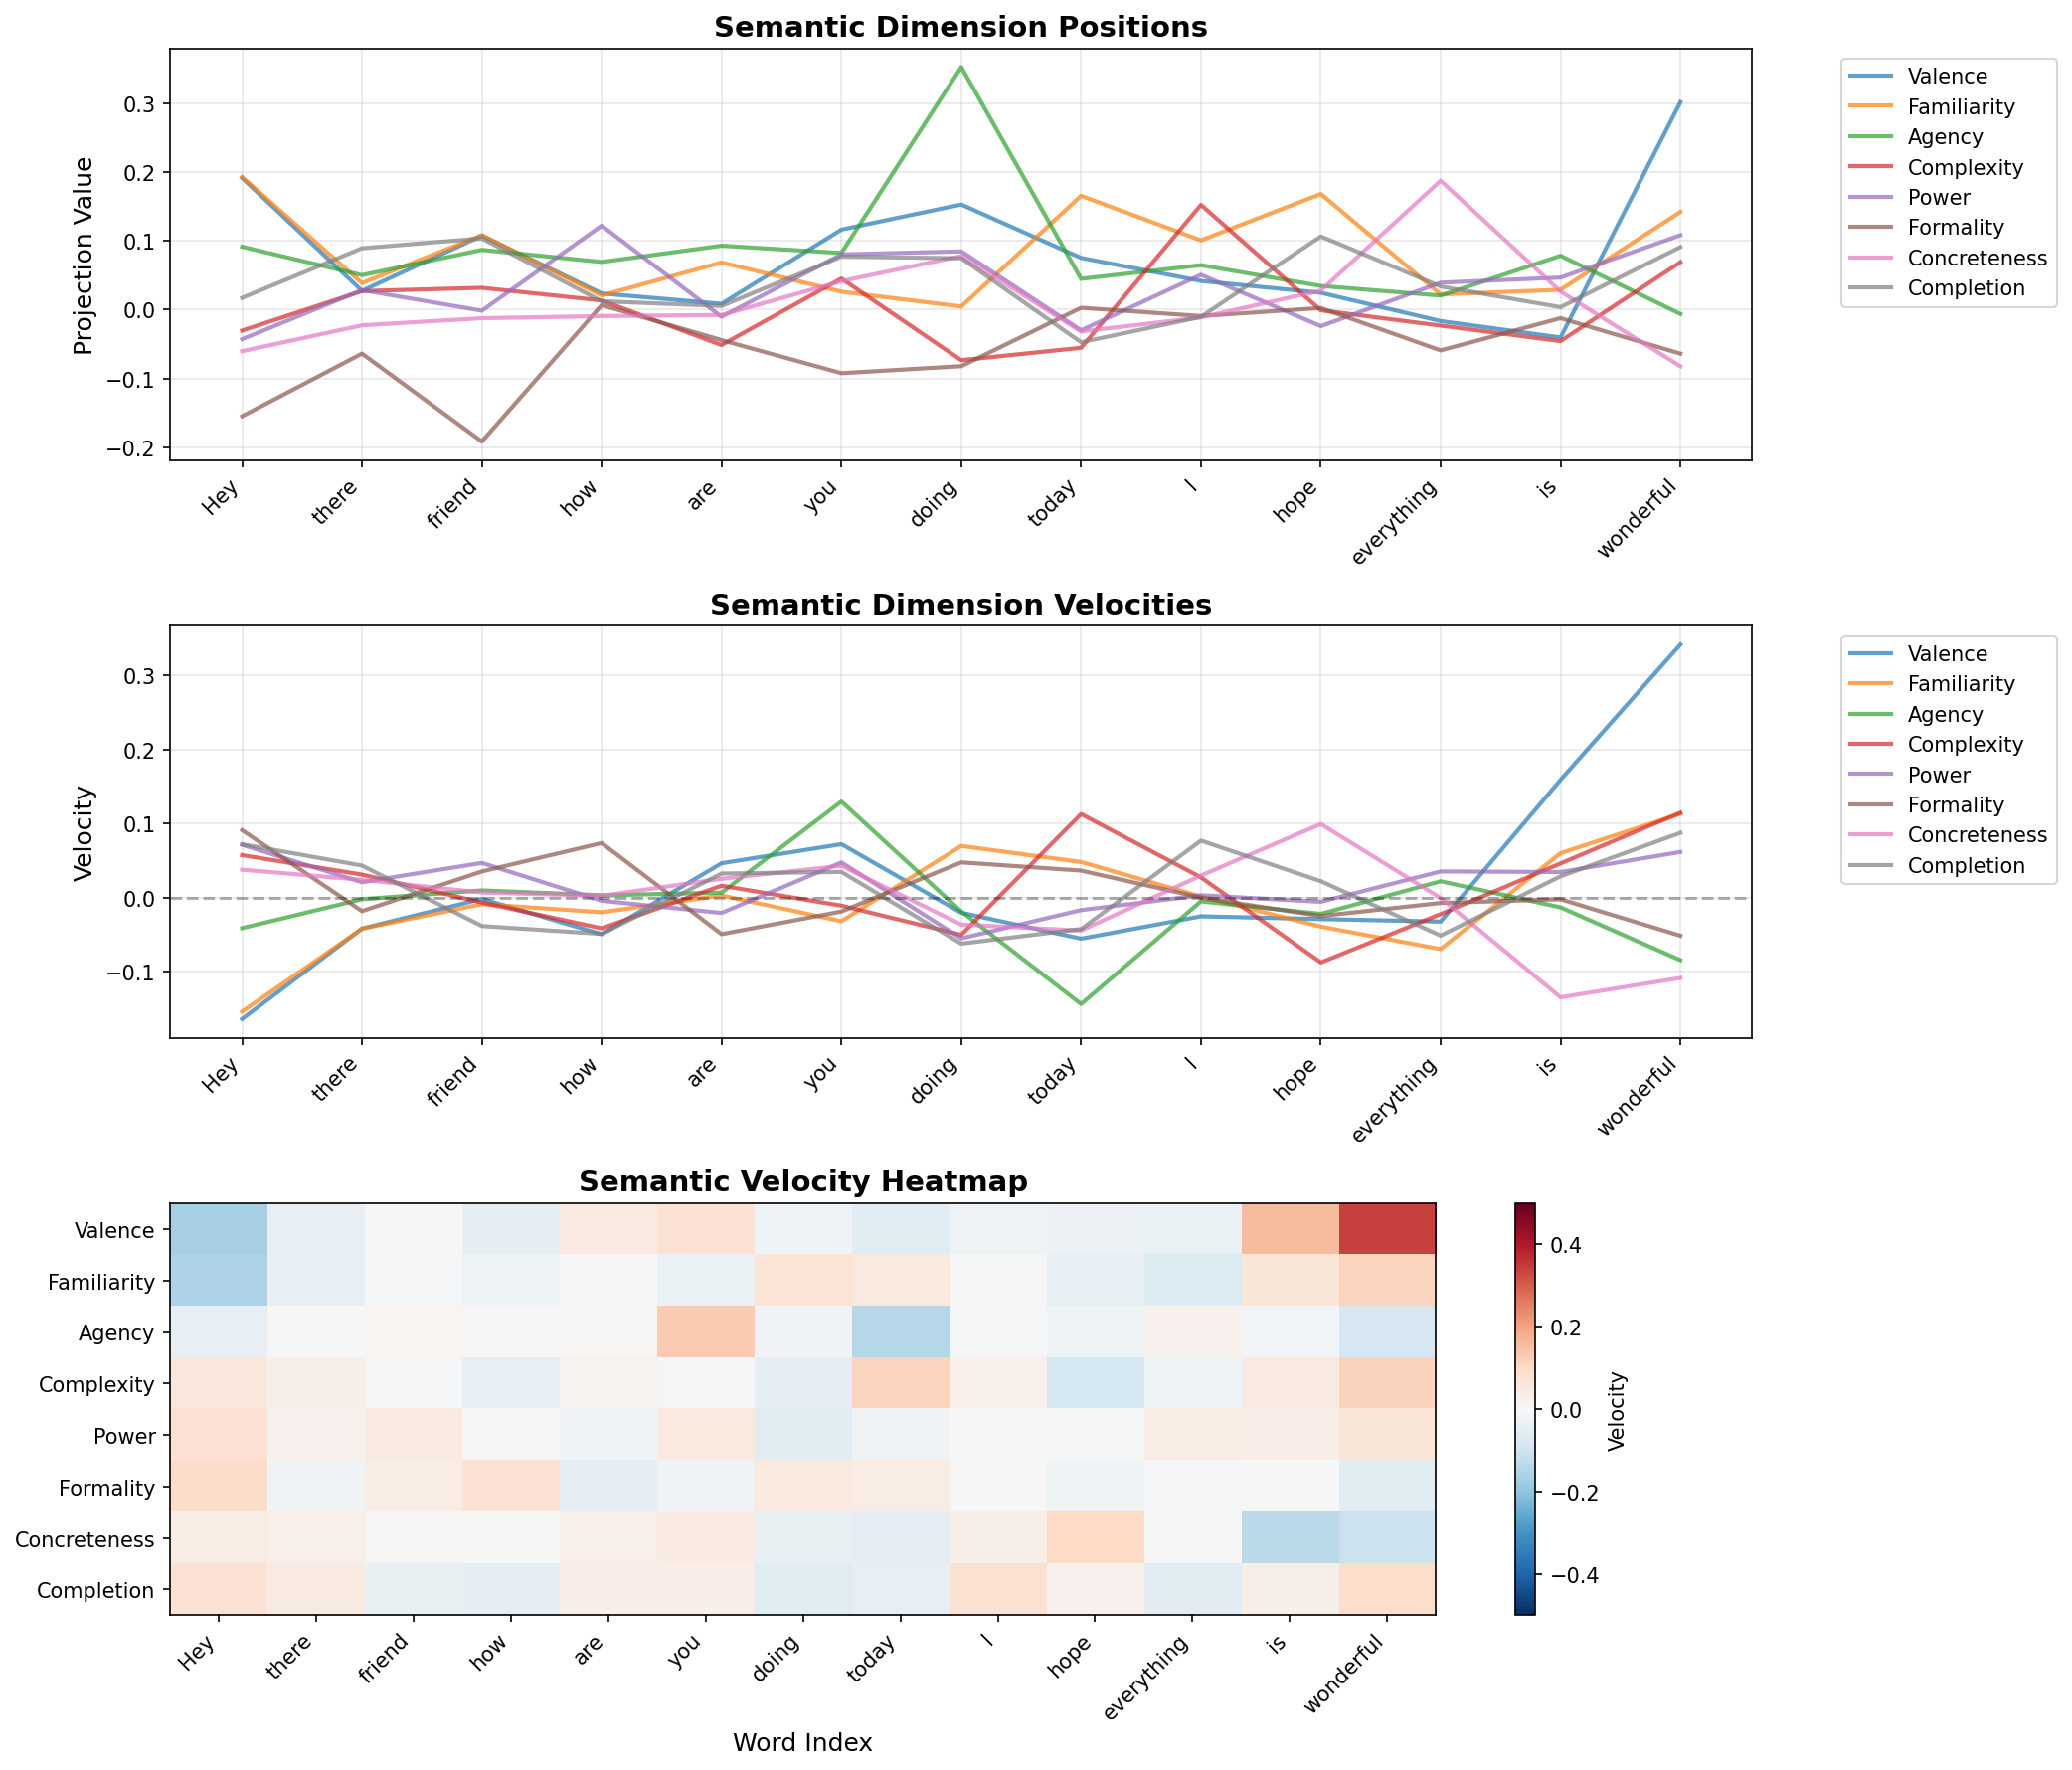 Semantic Dimension Positions
Projection Value
0.3
0.2
0.1
0.0
−0.1
−0.2
Hey
there
friend
how
are
you
doing
today
I
hope
everything
is
wonderful
Valence
Familiarity
Agency
Complexity
Power
Formality
Concreteness
Completion
Semantic Dimension Velocities
Velocity
0.3
0.2
0.1
0.0
−0.1
Hey
there
friend
how
are
you
doing
today
I
hope
everything
is
wonderful
Valence
Familiarity
Agency
Complexity
Power
Formality
Concreteness
Completion
Semantic Velocity Heatmap
Valence
Familiarity
Agency
Complexity
Power
Formality
Concreteness
Completion
Hey
there
friend
how
are
you
doing
today
I
hope
everything
is
wonderful
Word Index
0.4
0.2
0.0
−0.2
−0.4
Velocity